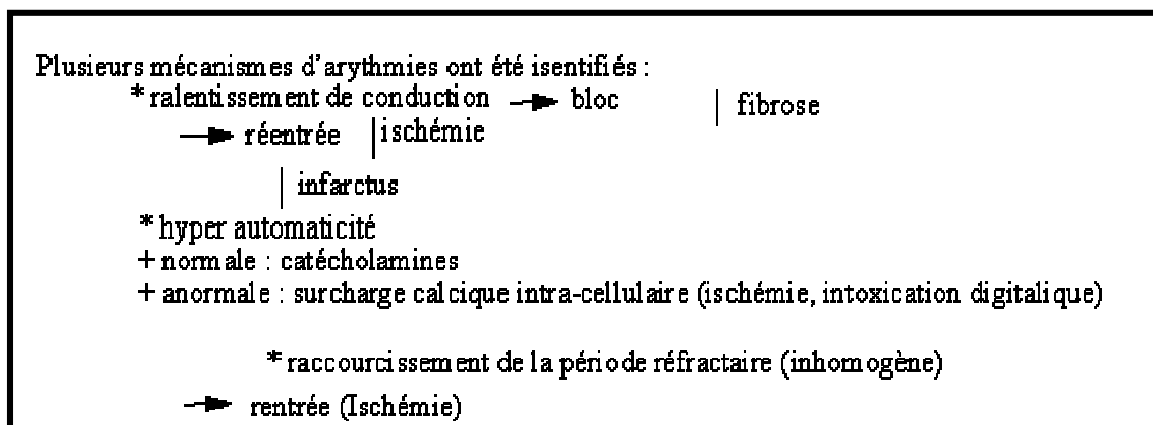 Plusieurs mécanismes d'arythmies ont été isentifiés :
*ralentissement de conduction → bloc | fibrose
→ réentrée | ischémie
| infarctus
*hyper automaticité
+ normale : catécholamines
+ anormale : surcharge calcique intra-cellulaire (ischémie, intoxication digitalique)
*raccourcissement de la période réfractaire (inhomogène)
→ rentrée (Ischémie)